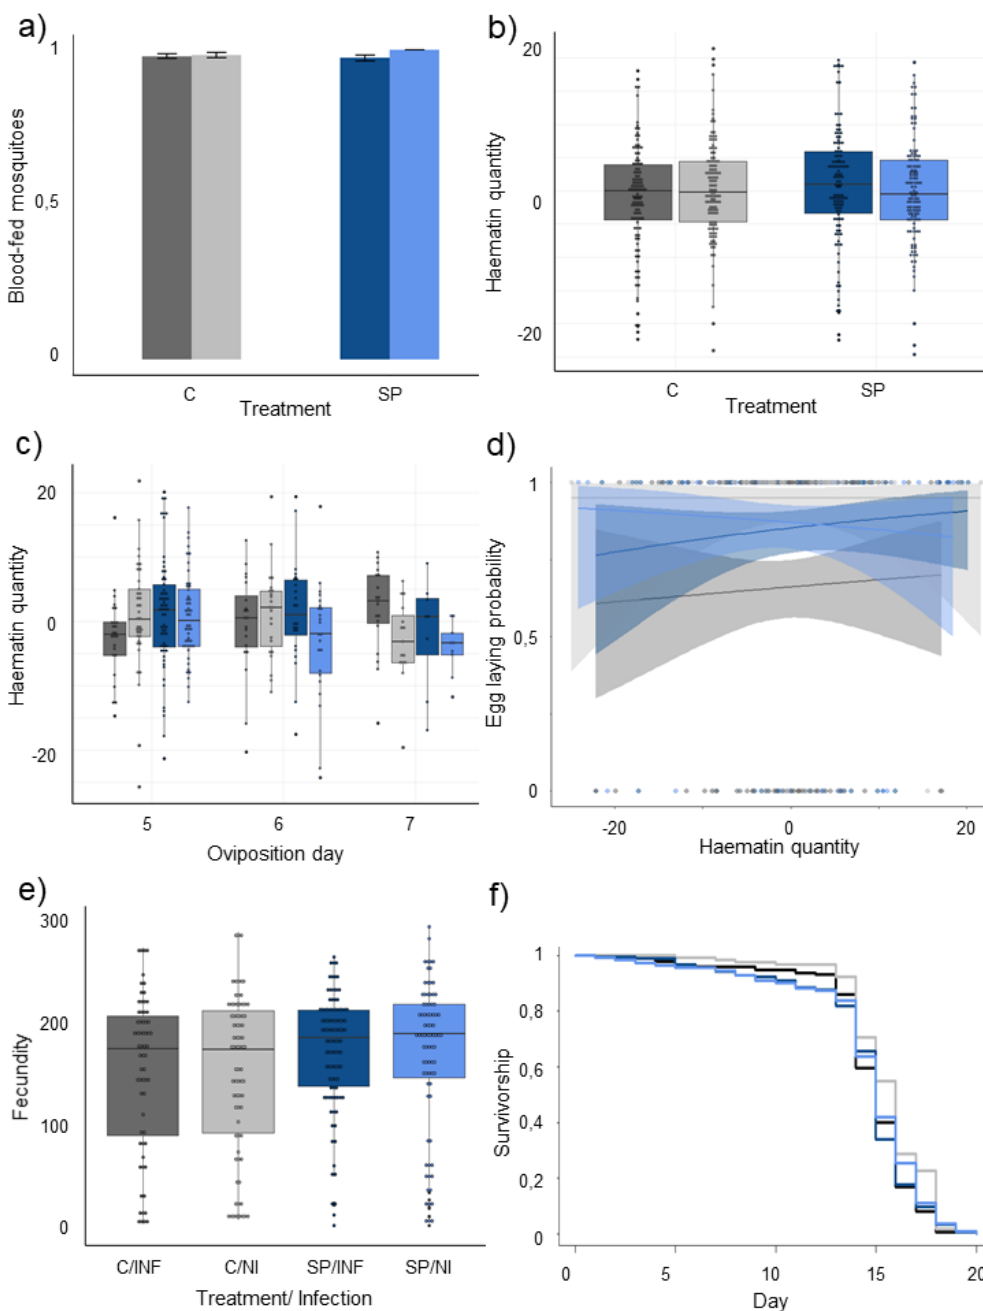 a)
1
0,5
0
Blood-fed mosquitoes
C
SP
Treatment
b)
20
0
-20
Haematin quantity
C
SP
Treatment
c)
20
0
-20
Haematin quantity
5
6
7
Oviposition day
d)
1
0,5
0
Egg laying probability
-20
0
20
Haematin quantity
e)
300
200
100
0
Fecundity
C/INF
C/NI
SP/INF
SP/NI
Treatment/ Infection
f)
1
0,8
0,6
0,4
0,2
0
Survivorship
0
5
10
15
20
Day